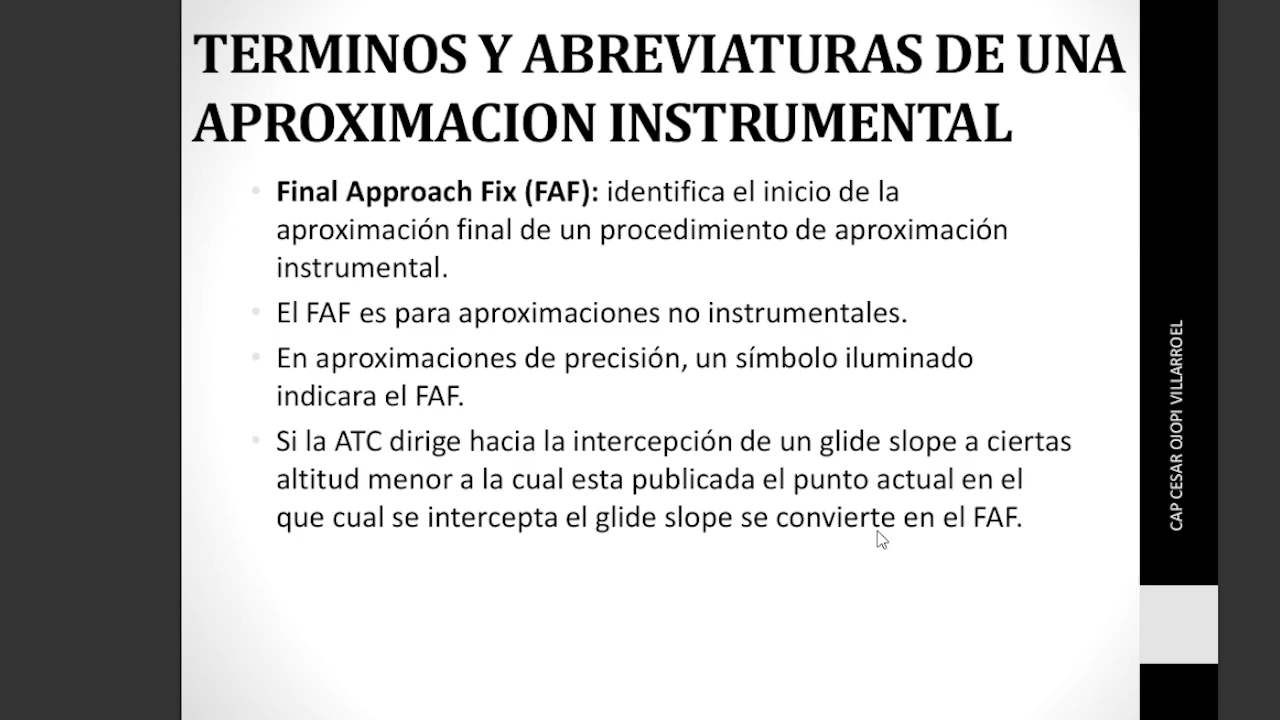 TERMINOS Y ABREVIATURAS DE UNA
APROXIMACION INSTRUMENTAL
Final Approach Fix (FAF): identifica el inicio de la
aproximación final de un procedimiento de aproximación
instrumental.
El FAF es para aproximaciones no instrumentales.
En aproximaciones de precisión, un símbolo iluminado
indicara el FAF.
Si la ATC dirige hacia la intercepción de un glide slope a ciertas
altitud menor a la cual esta publicada el punto actual en el
que cual se intercepta el glide slope se convierte en el FAF.
CAP CESAR OJOPI VILLARROEL